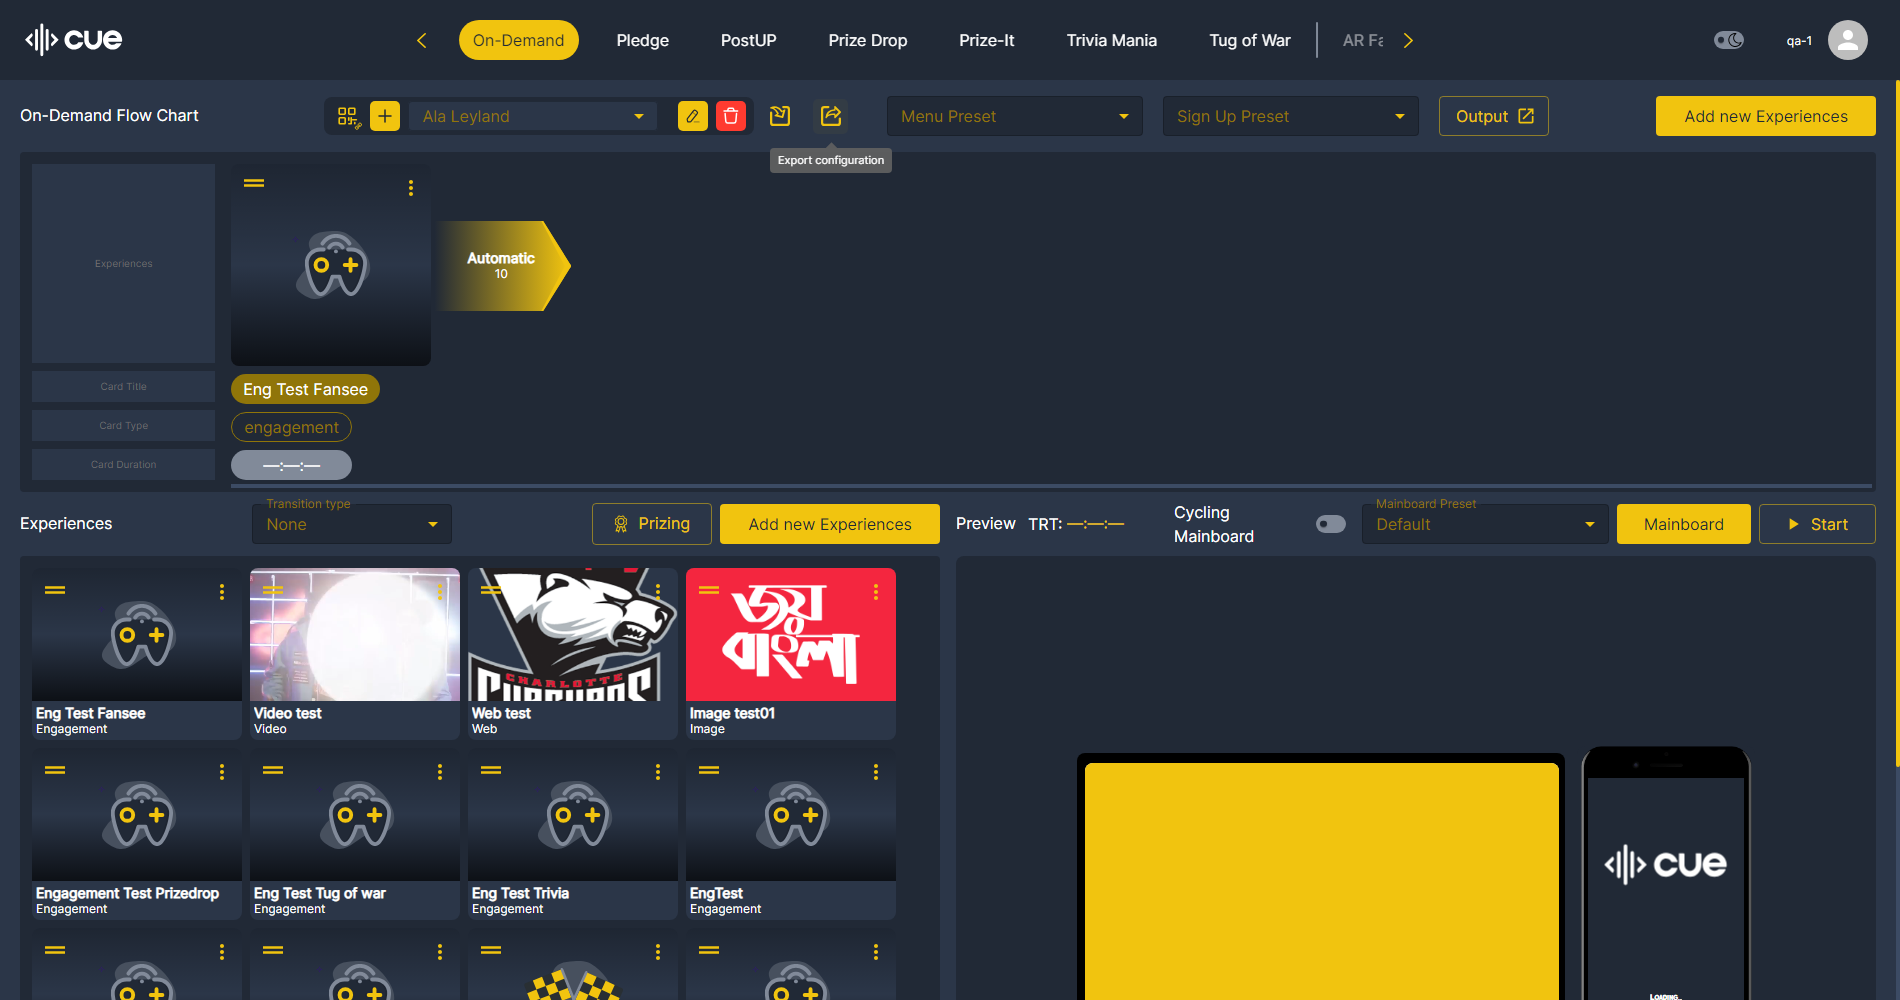 cue
On-Demand
Pledge
PostUP
Prize Drop
Prize-It
Trivia Mania
Tug of War
AR Fa
qa-1
On-Demand Flow Chart
Ala Leyland
Menu Preset
Sign Up Preset
Output
Add new Experiences
Export configuration
Experiences
Automatic
10
Card Title
Eng Test Fansee
Card Type
engagement
Card Duration
—:—:—
Experiences
Transition type
None
Prizing
Add new Experiences
Preview
TRT: —:—:—
Cycling
Mainboard
Mainboard Preset
Default
Mainboard
Start
জয়
বাংলা
CHARLOTTE
Eng Test Fansee
Engagement
Video test
Video
Web test
Web
Image test01
Image
Engagement Test Prizedrop
Engagement
Eng Test Tug of war
Engagement
Eng Test Trivia
Engagement
EngTest
Engagement
cue
LOADING...